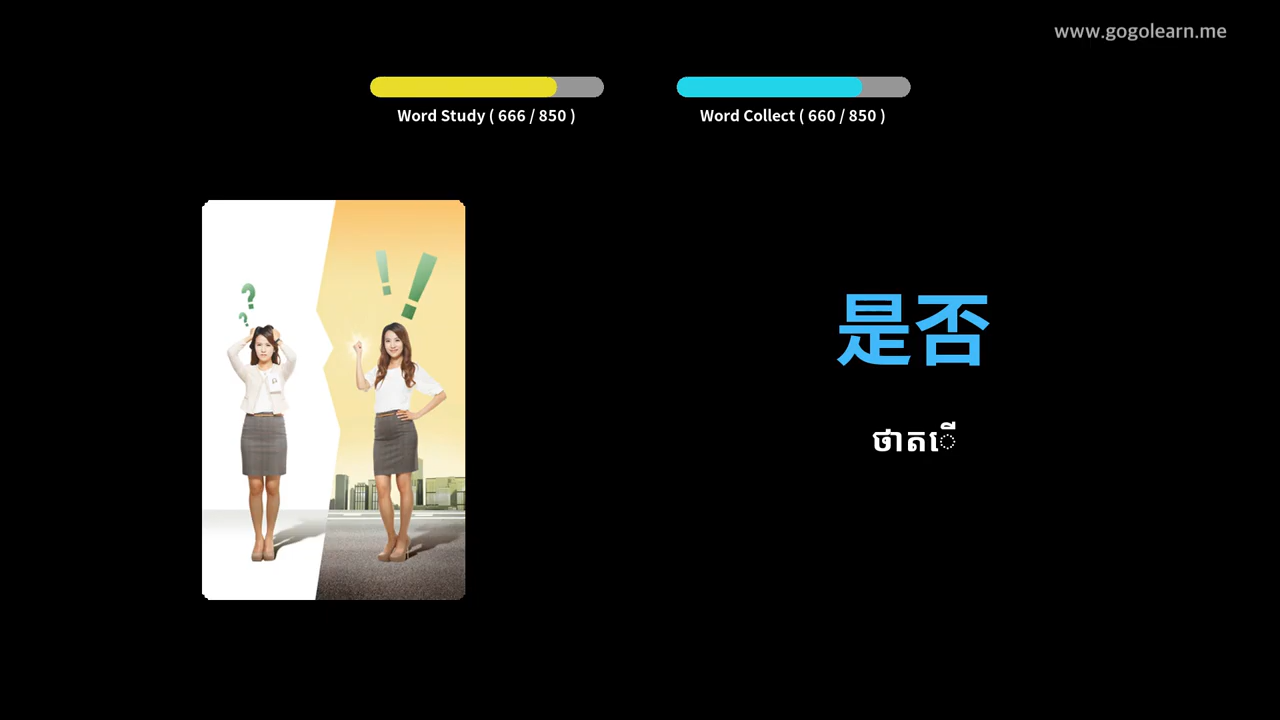 www.gogolearn.me
Word Study ( 666 / 850 )
Word Collect ( 660 / 850 )
? ?
! !
是否
ថាតើ